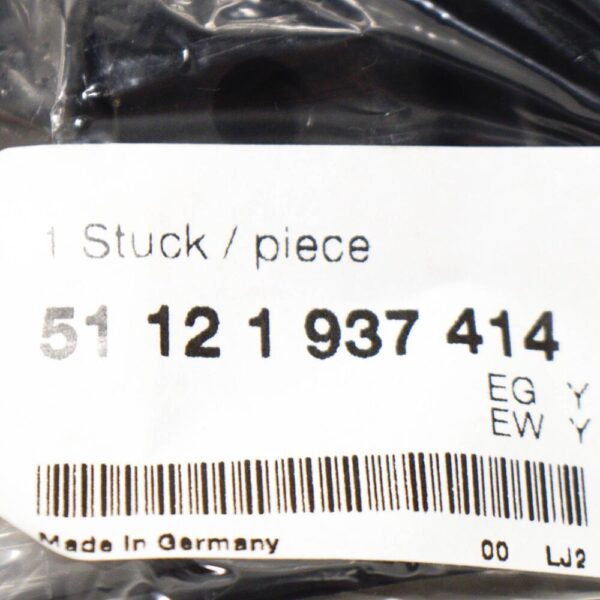 1 Stuck / piece
51 12 1 937 414
EG Y
EW Y
Made in Germany 00 LJ2